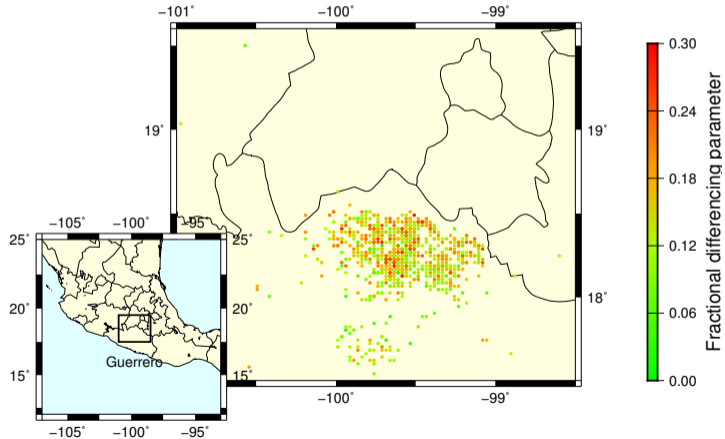 −101˚ −100˚ −99˚
19˚ 19˚
18˚
−100˚ −99˚
−105˚ −100˚ −95˚
25˚ 25˚
20˚ 20˚
15˚ 15˚
Guerrero
−105˚ −100˚ −95˚
0.30
0.24
0.18
0.12
0.06
0.00
Fractional differencing parameter